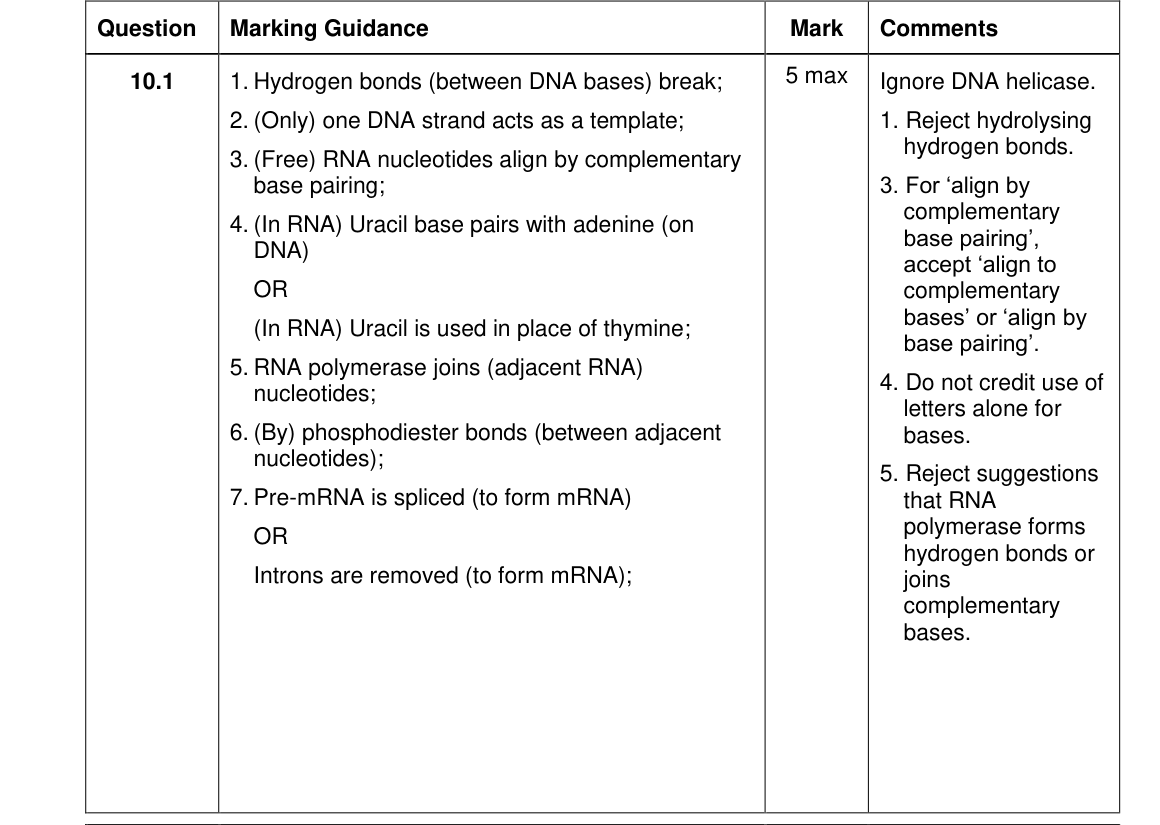 Question Marking Guidance Mark Comments
10.1
1. Hydrogen bonds (between DNA bases) break;
2. (Only) one DNA strand acts as a template;
3. (Free) RNA nucleotides align by complementary
base pairing;
4. (In RNA) Uracil base pairs with adenine (on
DNA)
OR
(In RNA) Uracil is used in place of thymine;
5. RNA polymerase joins (adjacent RNA)
nucleotides;
6. (By) phosphodiester bonds (between adjacent
nucleotides);
7. Pre-mRNA is spliced (to form mRNA)
OR
Introns are removed (to form mRNA);
5 max
Ignore DNA helicase.
1. Reject hydrolysing
hydrogen bonds.
3. For ‘align by
complementary
base pairing’,
accept ‘align to
complementary
bases’ or ‘align by
base pairing’.
4. Do not credit use of
letters alone for
bases.
5. Reject suggestions
that RNA
polymerase forms
hydrogen bonds or
joins
complementary
bases.